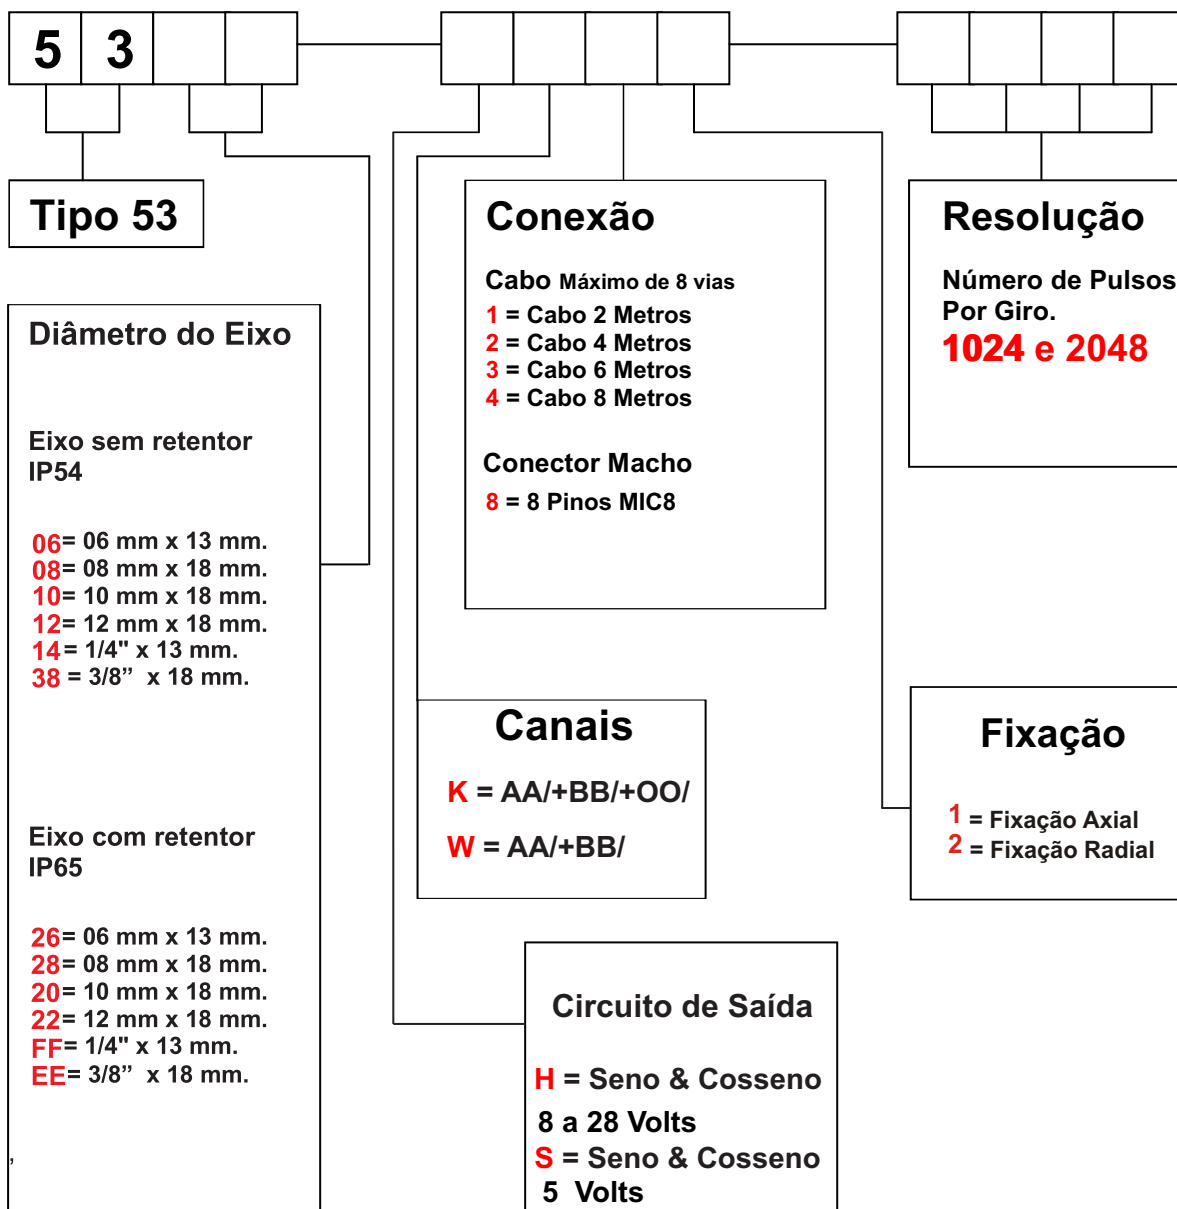 5 3
Tipo 53
Diâmetro do Eixo
Eixo sem retentor
IP54
06= 06 mm x 13 mm.
08= 08 mm x 18 mm.
10= 10 mm x 18 mm.
12= 12 mm x 18 mm.
14= 1/4" x 13 mm.
38 = 3/8” x 18 mm.
Eixo com retentor
IP65
26= 06 mm x 13 mm.
28= 08 mm x 18 mm.
20= 10 mm x 18 mm.
22= 12 mm x 18 mm.
FF= 1/4" x 13 mm.
EE= 3/8” x 18 mm.
,
Conexão
Cabo Máximo de 8 vias
1 = Cabo 2 Metros
2 = Cabo 4 Metros
3 = Cabo 6 Metros
4 = Cabo 8 Metros
Conector Macho
8 = 8 Pinos MIC8
Canais
K = AA/+BB/+OO/
W = AA/+BB/
Circuito de Saída
H = Seno & Cosseno
8 a 28 Volts
S = Seno & Cosseno
5 Volts
Resolução
Número de Pulsos
Por Giro.
1024 e 2048
Fixação
1 = Fixação Axial
2 = Fixação Radial